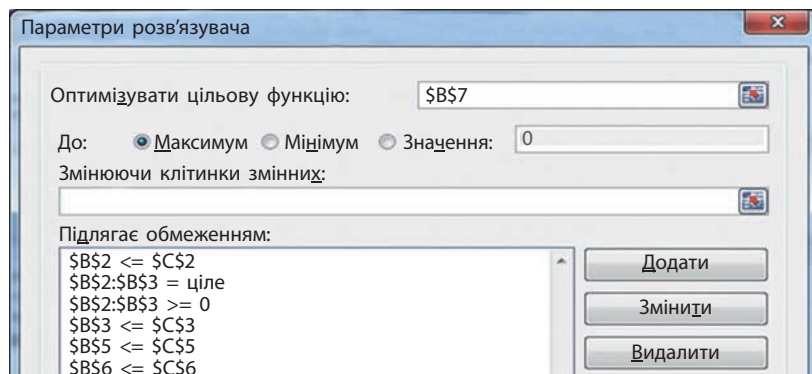 Параметри розв'язувача
Оптимізувати цільову функцію: $B$7
До: Максимум Мінімум Значення: 0
Змінюючи клітинки змінних:
Підлягає обмеженням:
$B$2 <= $C$2
$B$2:$B$3 = ціле
$B$2:$B$3 >= 0
$B$3 <= $C$3
$B$5 <= $C$5
$B$6 <= $C$6
Додати
Змінити
Видалити